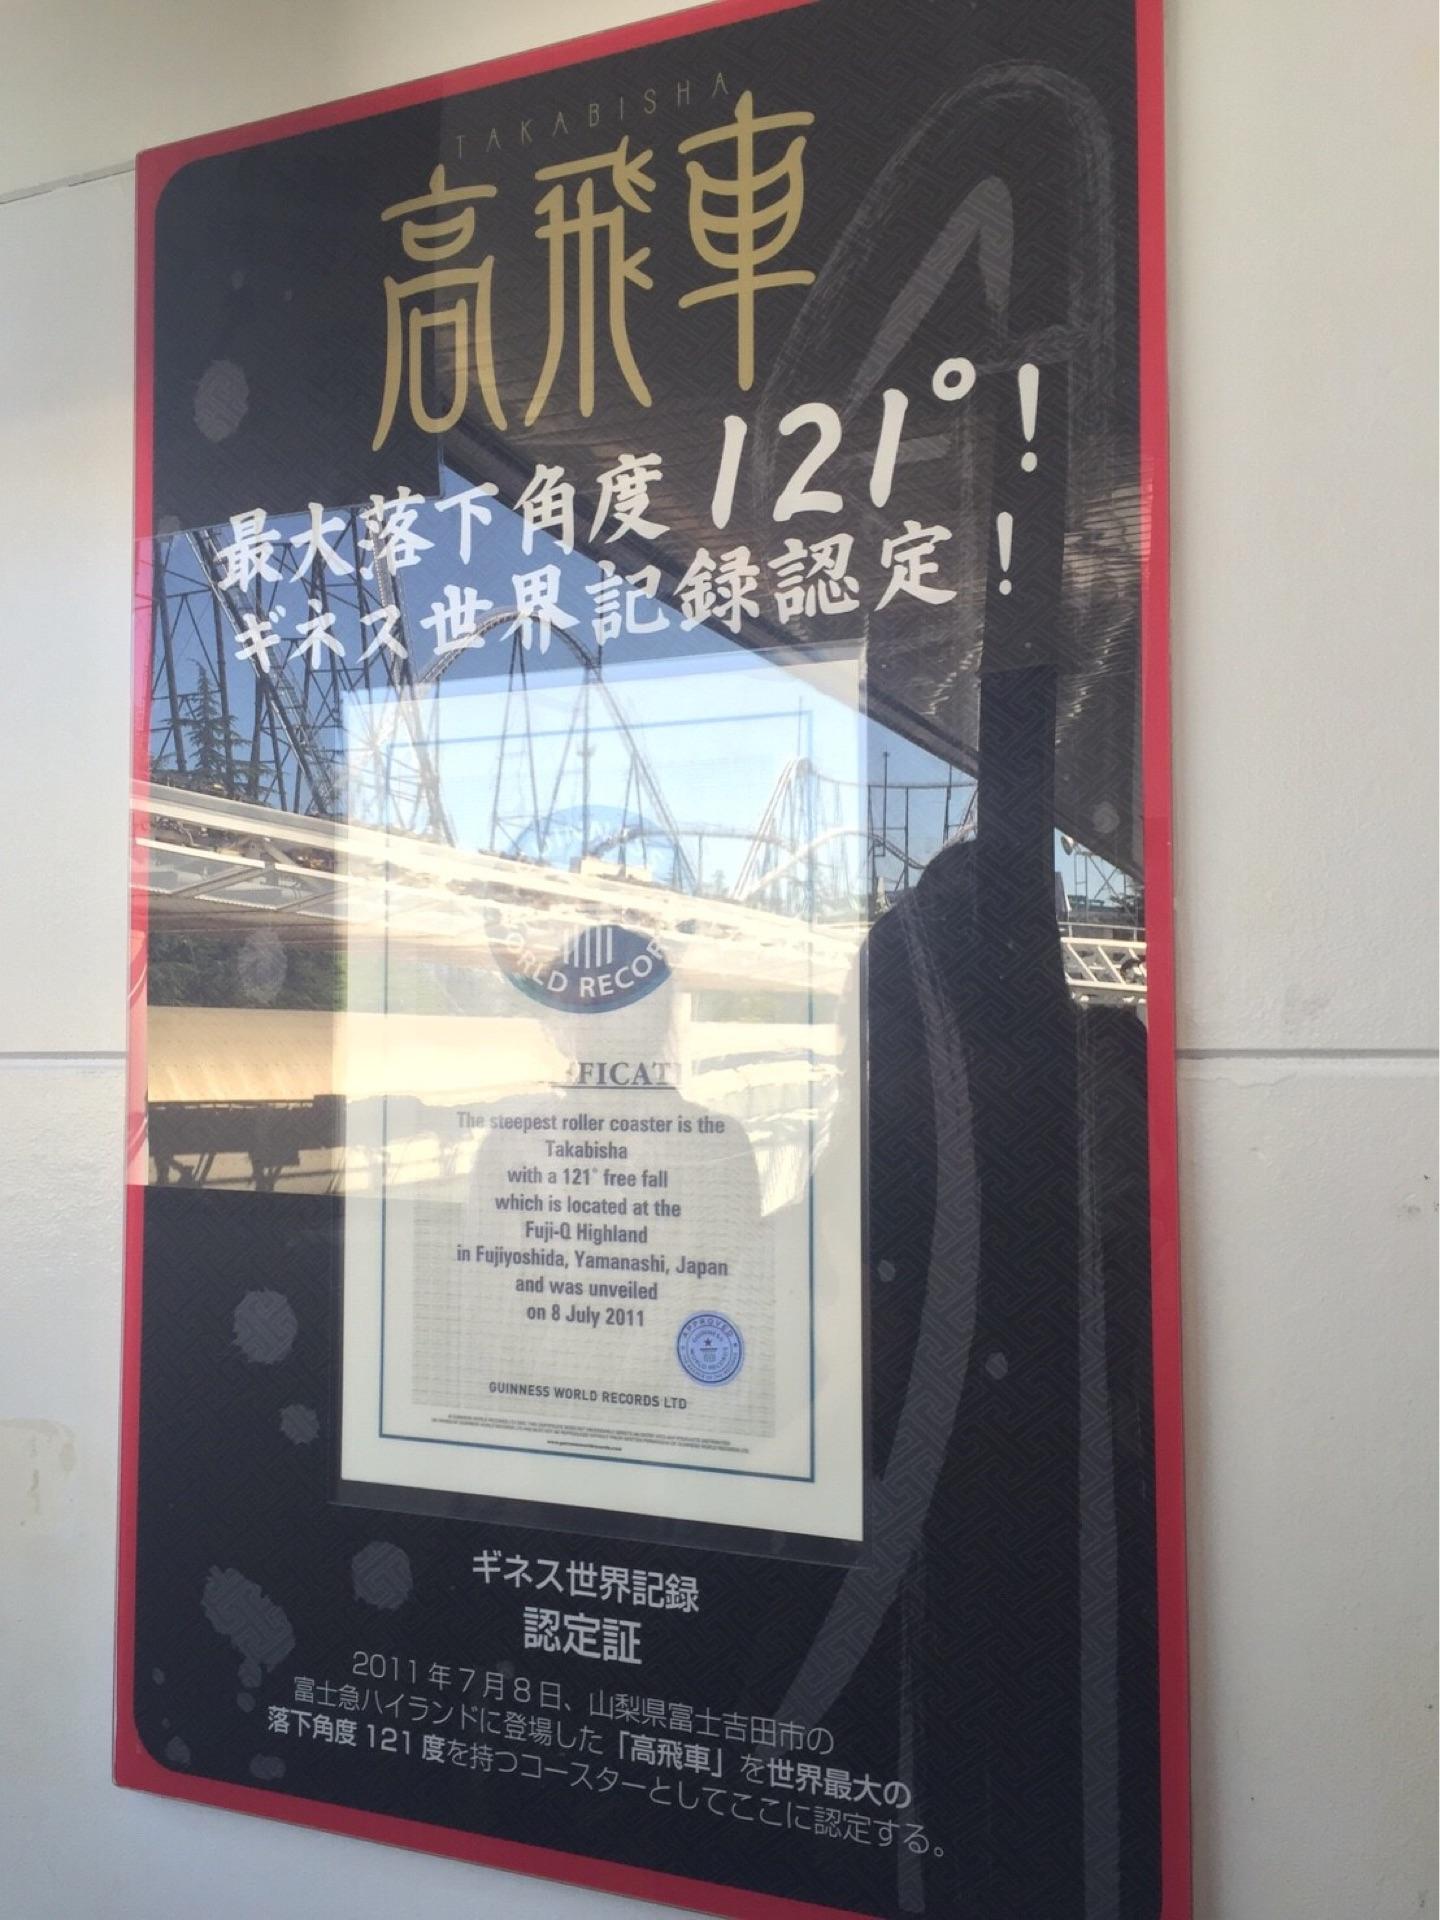 TAKABISHA
高飛車
最大落下角度121°!
ギネス世界記録認定!
WORLD RECOR
FICAT
The steepest roller coaster is the
Takabisha
with a 121° free fall
which is located at the
Fuji-Q Highland
in Fujiyoshida, Yamanashi, Japan
and was unveiled
on 8 July 2011
APPROVED
GUINNESS WORLD RECORDS LTD
ギネス世界記録
認定証
2011年7月8日、山梨県富士吉田市の
富士急ハイランドに登場した「高飛車」を世界最大の
落下角度121度を持つコースターとしてここに認定する。